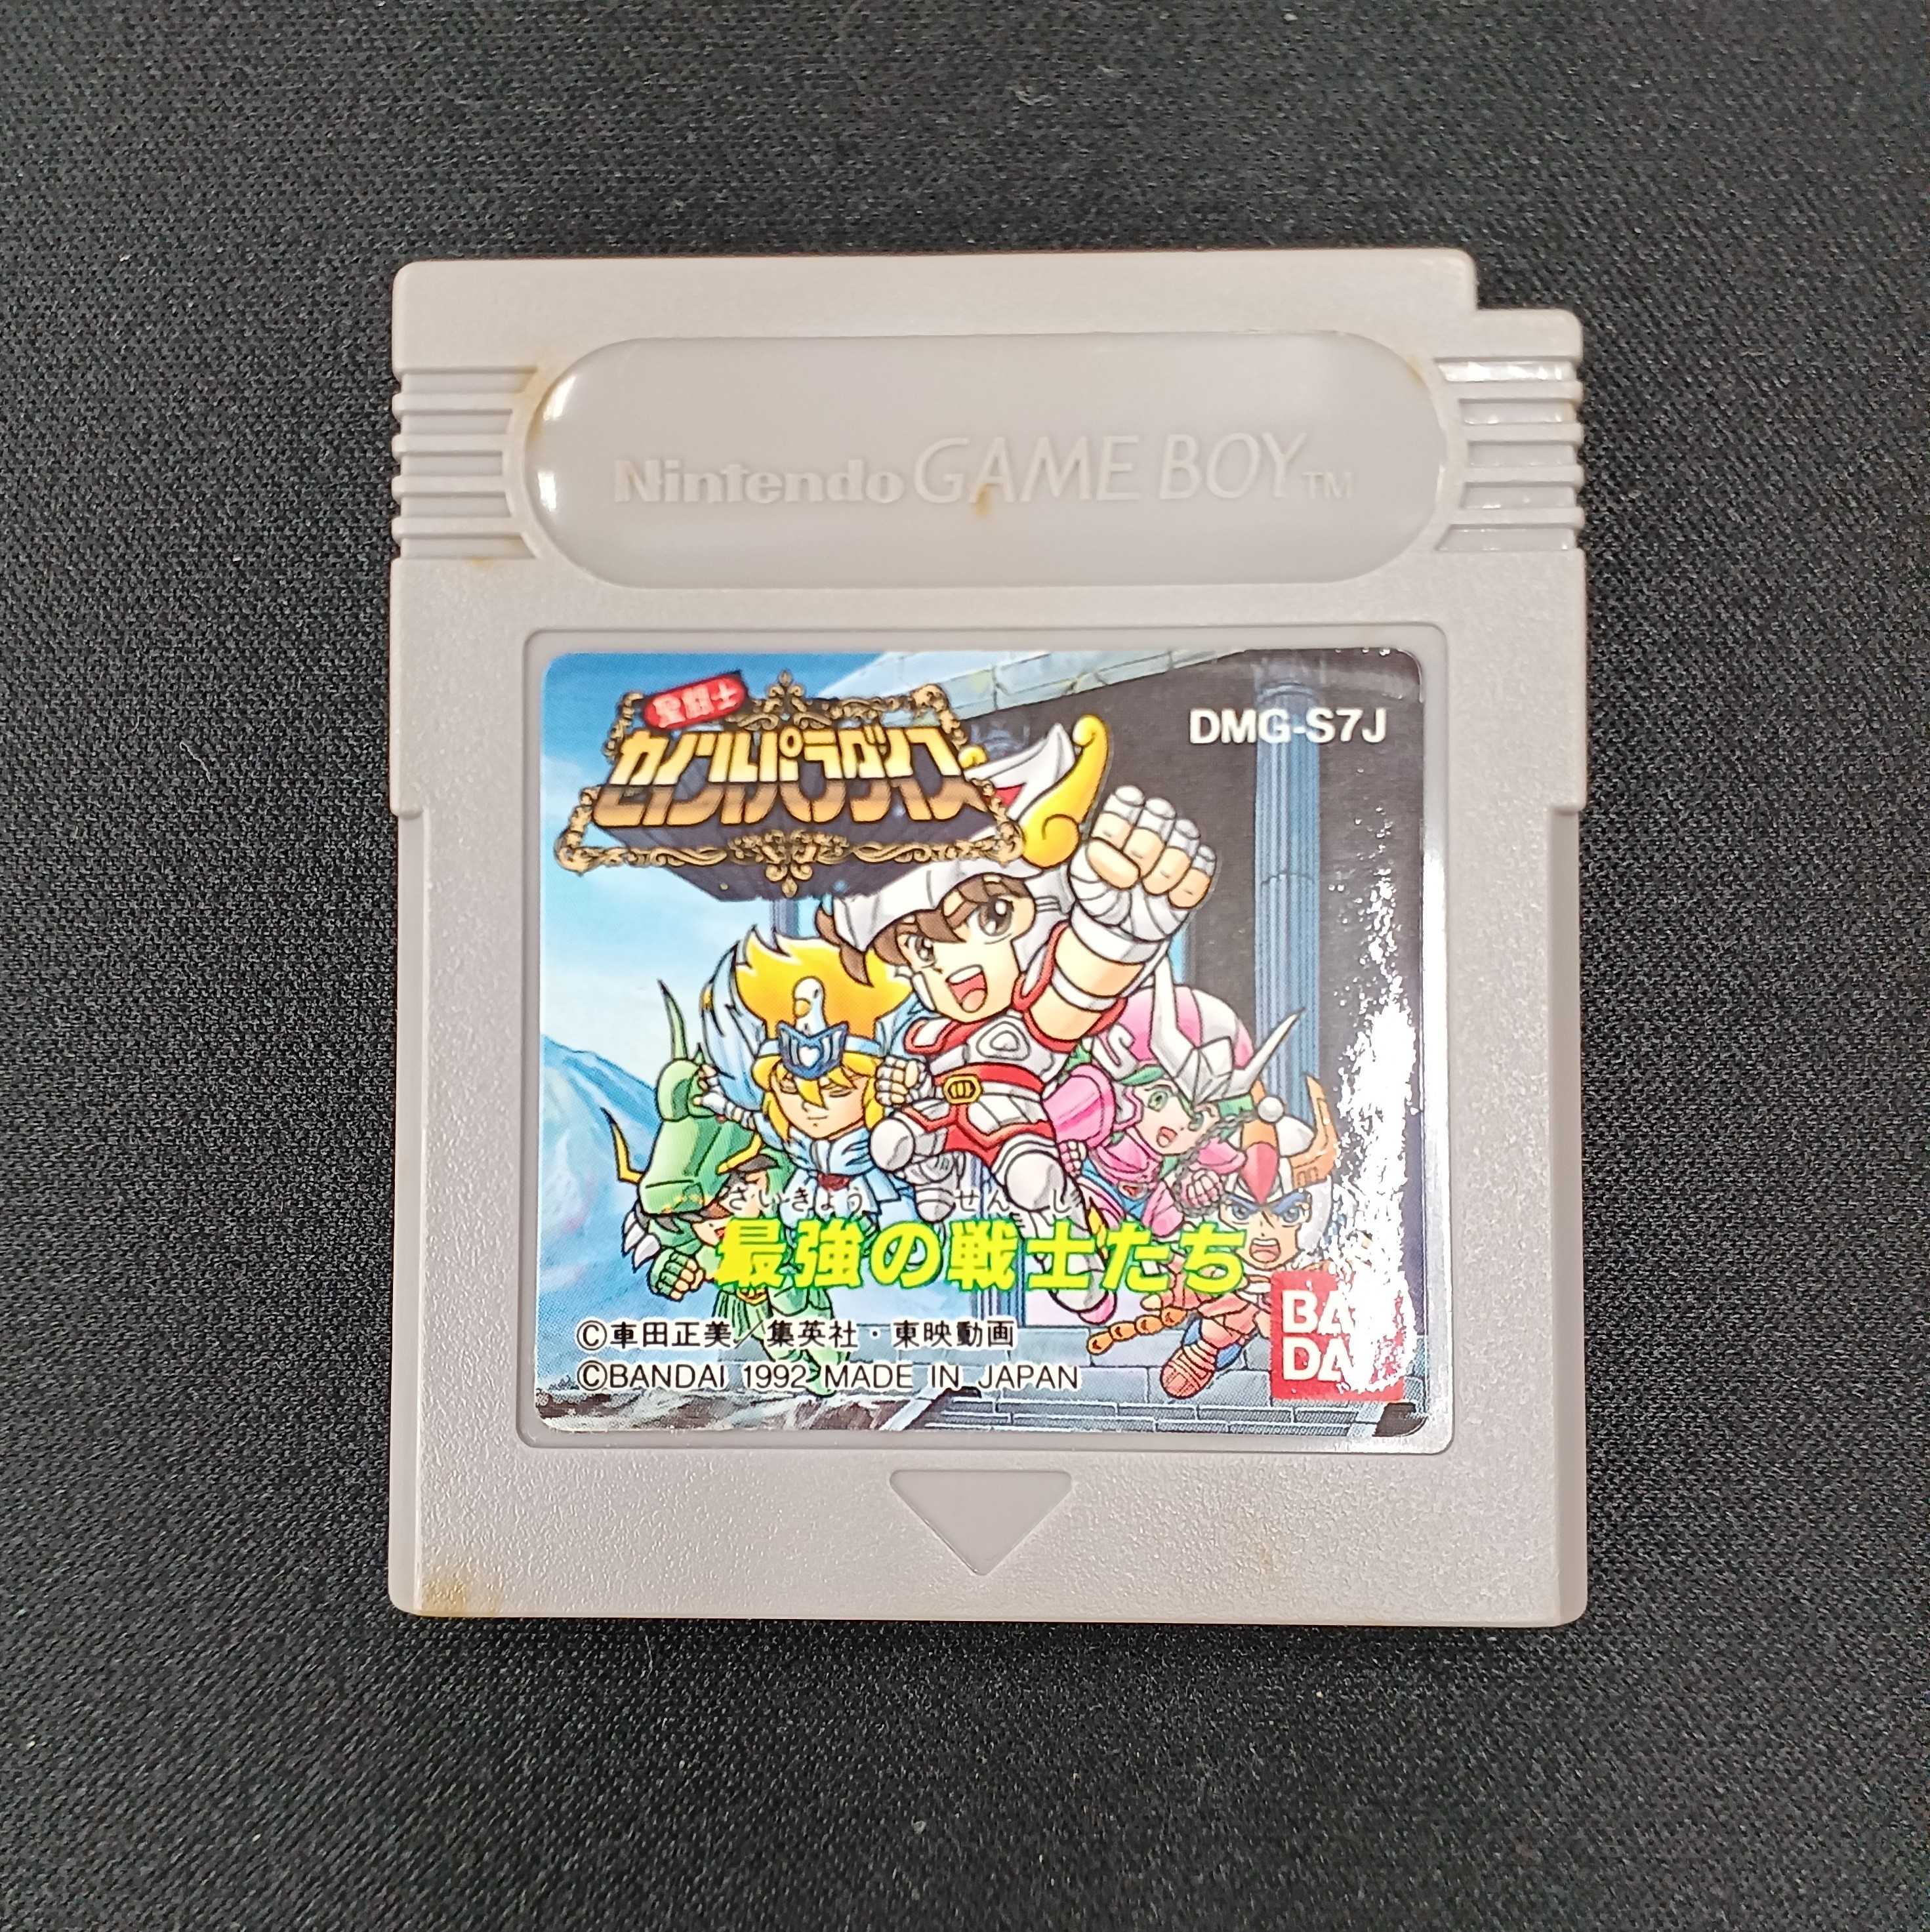 Nintendo GAME BOY™
聖闘士
セイントパラダイス
DMG-S7J
さいきょう せんし
最強の戦士たち
©車田正美/集英社・東映動画
©BANDAI 1992 MADE IN JAPAN
BAN
DAI